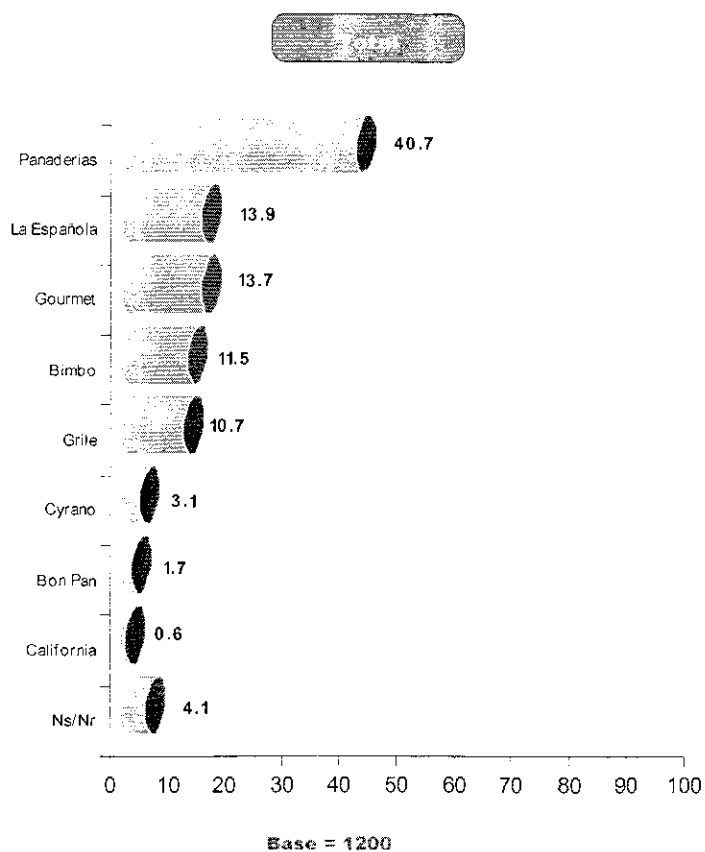 Panaderias 40.7
La Española 13.9
Gourmet 13.7
Bimbo 11.5
Grile 10.7
Cyrano 3.1
Bon Pan 1.7
California 0.6
Ns/Nr 4.1
0 10 20 30 40 50 60 70 80 90 100
Base = 1200